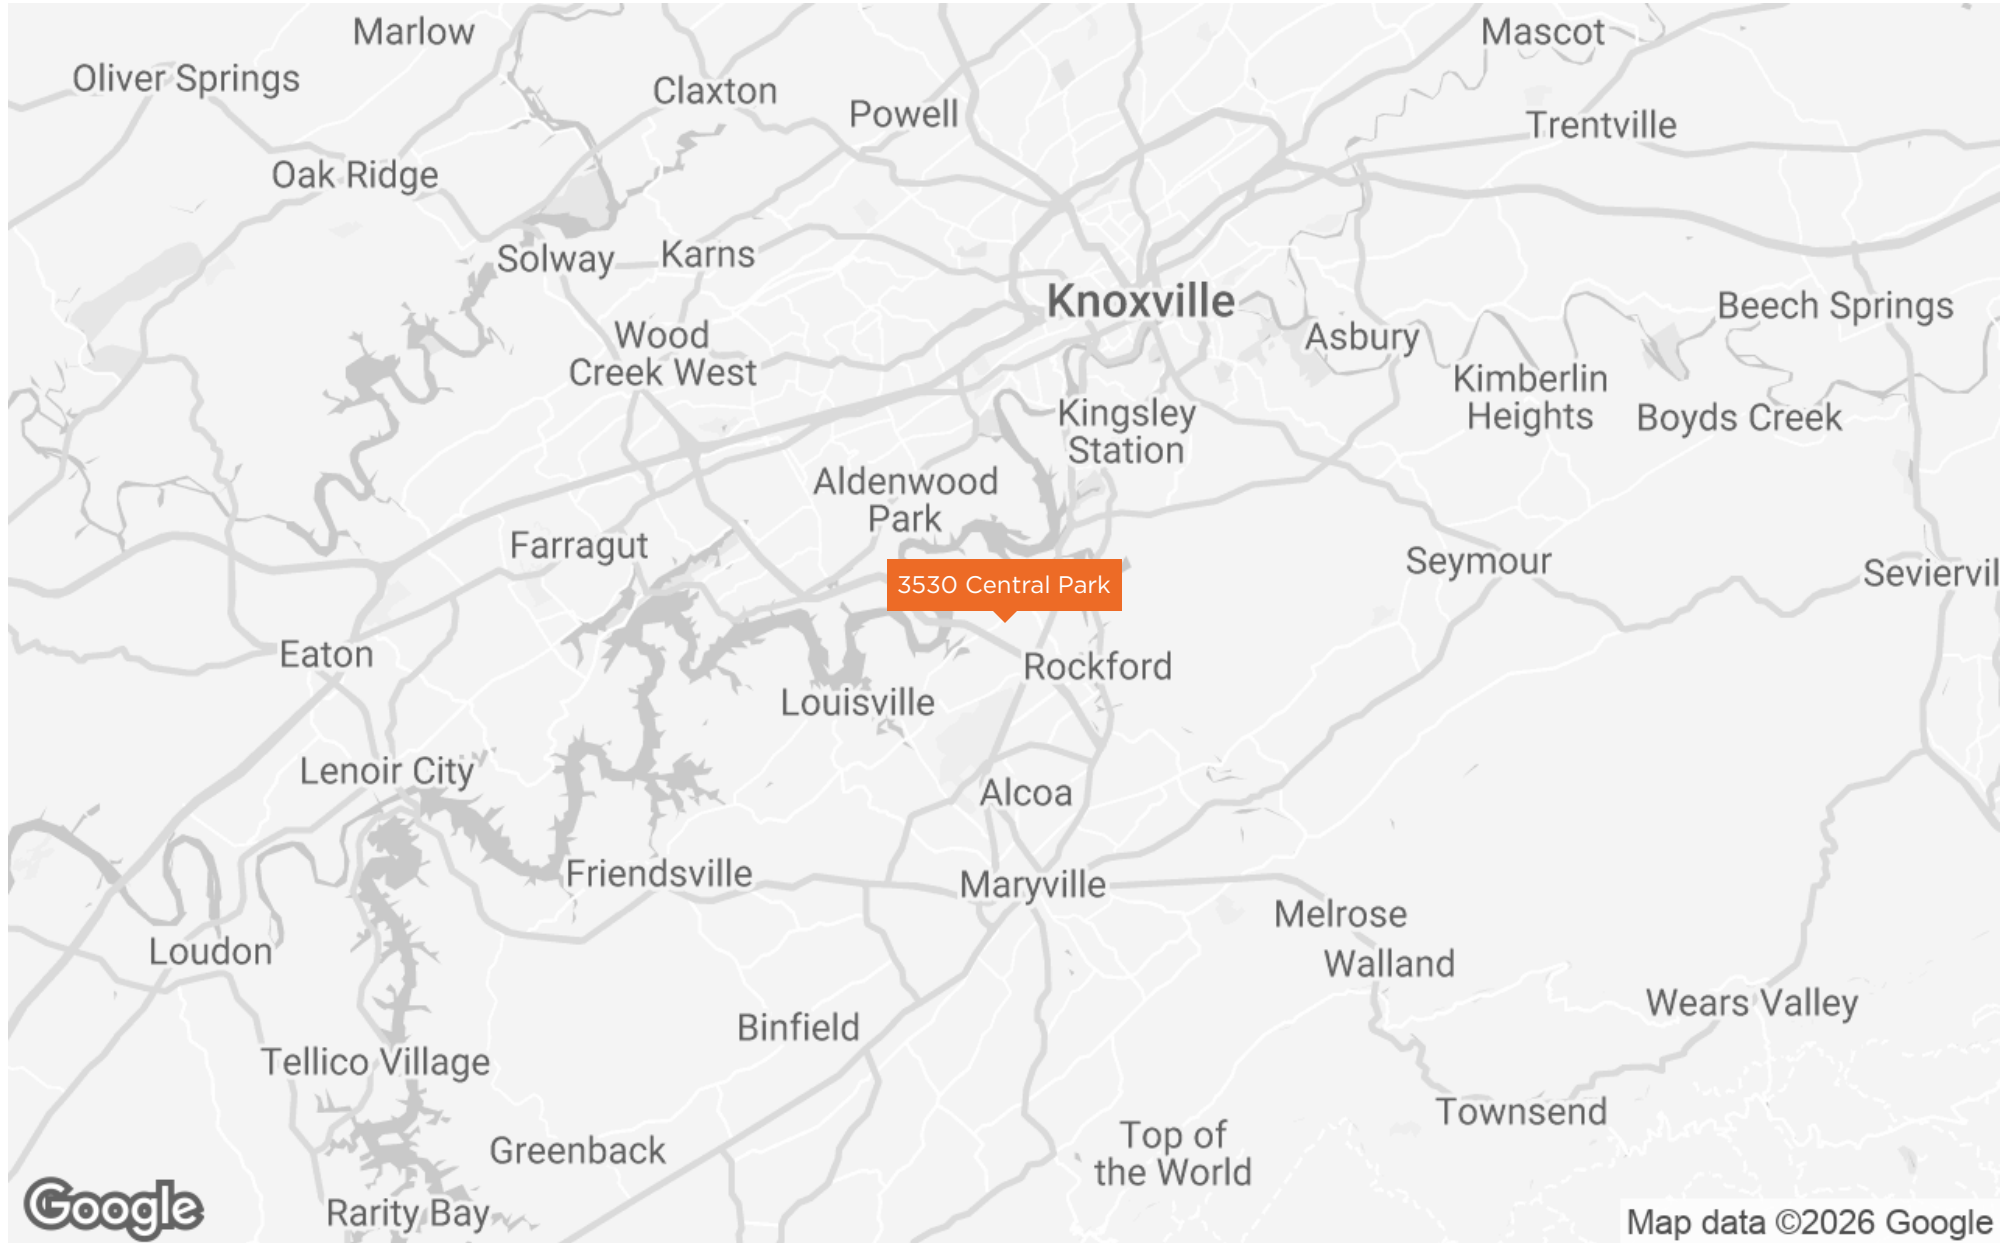 Marlow
Mascot
Oliver Springs
Claxton
Powell
Trentville
Oak Ridge
Solway
Karns
Knoxville
Beech Springs
Wood
Creek West
Asbury
Kimberlin
Heights
Boyds Creek
Kingsley
Station
Aldenwood
Park
Farragut
Seymour
Seviervil
3530 Central Park
Eaton
Rockford
Louisville
Lenoir City
Alcoa
Friendsville
Maryville
Melrose
Loudon
Walland
Wears Valley
Binfield
Tellico Village
Townsend
Top of
the World
Greenback
Rarity Bay
Google
Map data ©2026 Google